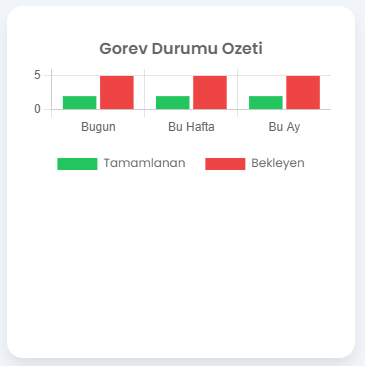 Gorev Durumu Ozeti
5
0
Bugun Bu Hafta Bu Ay
Tamamlanan Bekleyen